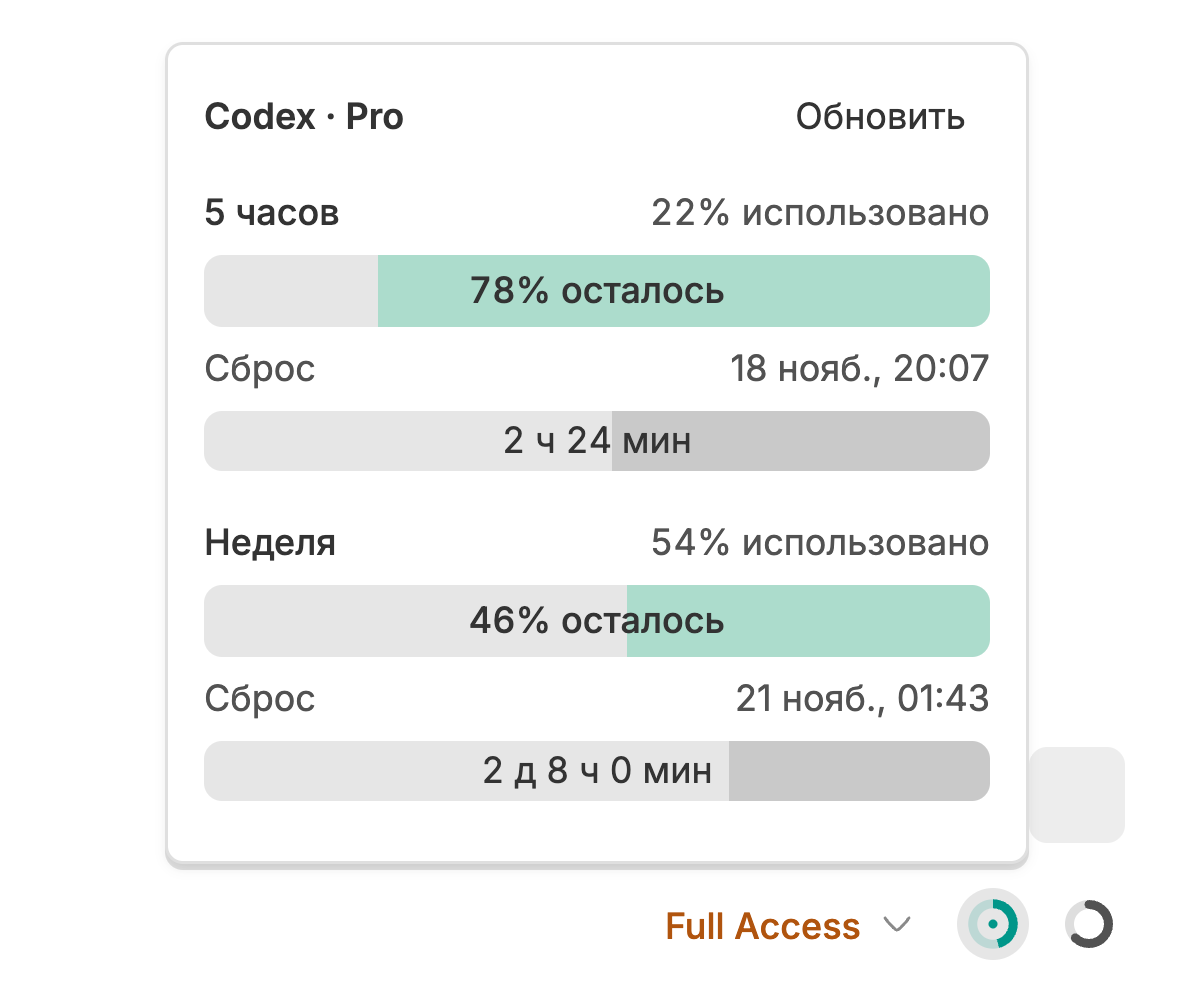 Codex · Pro Обновить
5 часов 22% использовано
78% осталось
Сброс 18 нояб., 20:07
2 ч 24 мин
Неделя 54% использовано
46% осталось
Сброс 21 нояб., 01:43
2 д 8 ч 0 мин
Full Access